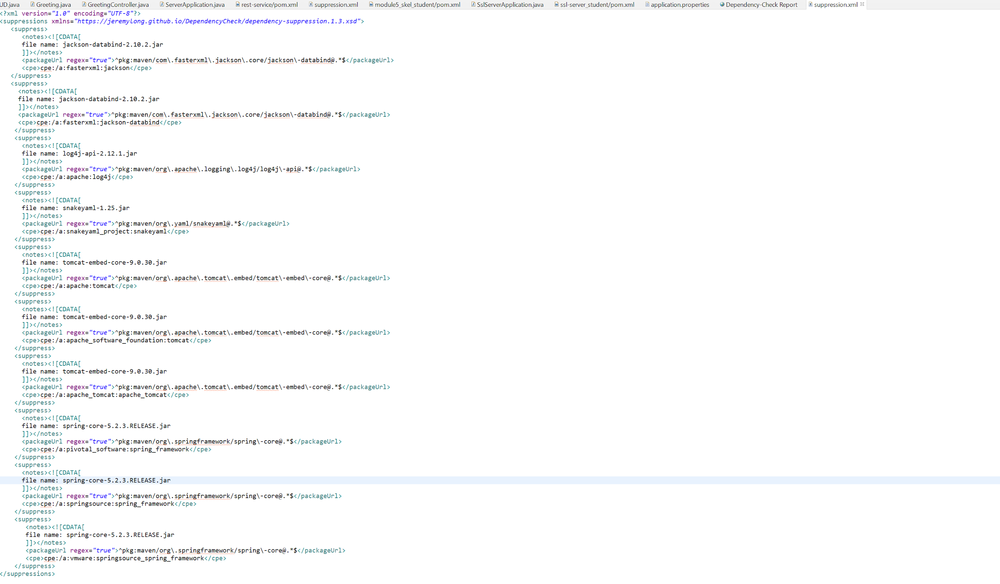 UD.java Greeting.java GreetingController.java ServerApplication.java rest-service/pom.xml suppression.xml module5_skel_student/pom.xml SslServerApplication.java ssl-server_student/pom.xml application.properties Dependency-Check Report suppression.xml
<?xml version="1.0" encoding="UTF-8"?>
<suppressions xmlns="https://jeremylong.github.io/DependencyCheck/dependency-suppression.1.3.xsd">
<suppress>
<notes><![CDATA[
file name: jackson-databind-2.10.2.jar
]]></notes>
<packageUrl regex="true">^pkg:maven/com\.fasterxml\.jackson\.core/jackson\-databind@.*$</packageUrl>
<cpe>cpe:/a:fasterxml:jackson</cpe>
</suppress>
<suppress>
<notes><![CDATA[
file name: jackson-databind-2.10.2.jar
]]></notes>
<packageUrl regex="true">^pkg:maven/com\.fasterxml\.jackson\.core/jackson\-databind@.*$</packageUrl>
<cpe>cpe:/a:fasterxml:jackson-databind</cpe>
</suppress>
<suppress>
<notes><![CDATA[
file name: log4j-api-2.12.1.jar
]]></notes>
<packageUrl regex="true">^pkg:maven/org\.apache\.logging\.log4j/log4j\-api@.*$</packageUrl>
<cpe>cpe:/a:apache:log4j</cpe>
</suppress>
<suppress>
<notes><![CDATA[
file name: snakeyaml-1.25.jar
]]></notes>
<packageUrl regex="true">^pkg:maven/org\.yaml/snakeyaml@.*$</packageUrl>
<cpe>cpe:/a:snakeyaml_project:snakeyaml</cpe>
</suppress>
<suppress>
<notes><![CDATA[
file name: tomcat-embed-core-9.0.30.jar
]]></notes>
<packageUrl regex="true">^pkg:maven/org\.apache\.tomcat\.embed/tomcat\-embed\-core@.*$</packageUrl>
<cpe>cpe:/a:apache:tomcat</cpe>
</suppress>
<suppress>
<notes><![CDATA[
file name: tomcat-embed-core-9.0.30.jar
]]></notes>
<packageUrl regex="true">^pkg:maven/org\.apache\.tomcat\.embed/tomcat\-embed\-core@.*$</packageUrl>
<cpe>cpe:/a:apache_software_foundation:tomcat</cpe>
</suppress>
<suppress>
<notes><![CDATA[
file name: tomcat-embed-core-9.0.30.jar
]]></notes>
<packageUrl regex="true">^pkg:maven/org\.apache\.tomcat\.embed/tomcat\-embed\-core@.*$</packageUrl>
<cpe>cpe:/a:apache_tomcat:apache_tomcat</cpe>
</suppress>
<suppress>
<notes><![CDATA[
file name: spring-core-5.2.3.RELEASE.jar
]]></notes>
<packageUrl regex="true">^pkg:maven/org\.springframework/spring\-core@.*$</packageUrl>
<cpe>cpe:/a:pivotal_software:spring_framework</cpe>
</suppress>
<suppress>
<notes><![CDATA[
file name: spring-core-5.2.3.RELEASE.jar
]]></notes>
<packageUrl regex="true">^pkg:maven/org\.springframework/spring\-core@.*$</packageUrl>
<cpe>cpe:/a:springsource:spring_framework</cpe>
</suppress>
<suppress>
<notes><![CDATA[
file name: spring-core-5.2.3.RELEASE.jar
]]></notes>
<packageUrl regex="true">^pkg:maven/org\.springframework/spring\-core@.*$</packageUrl>
<cpe>cpe:/a:vmware:springsource_spring_framework</cpe>
</suppress>
</suppressions>